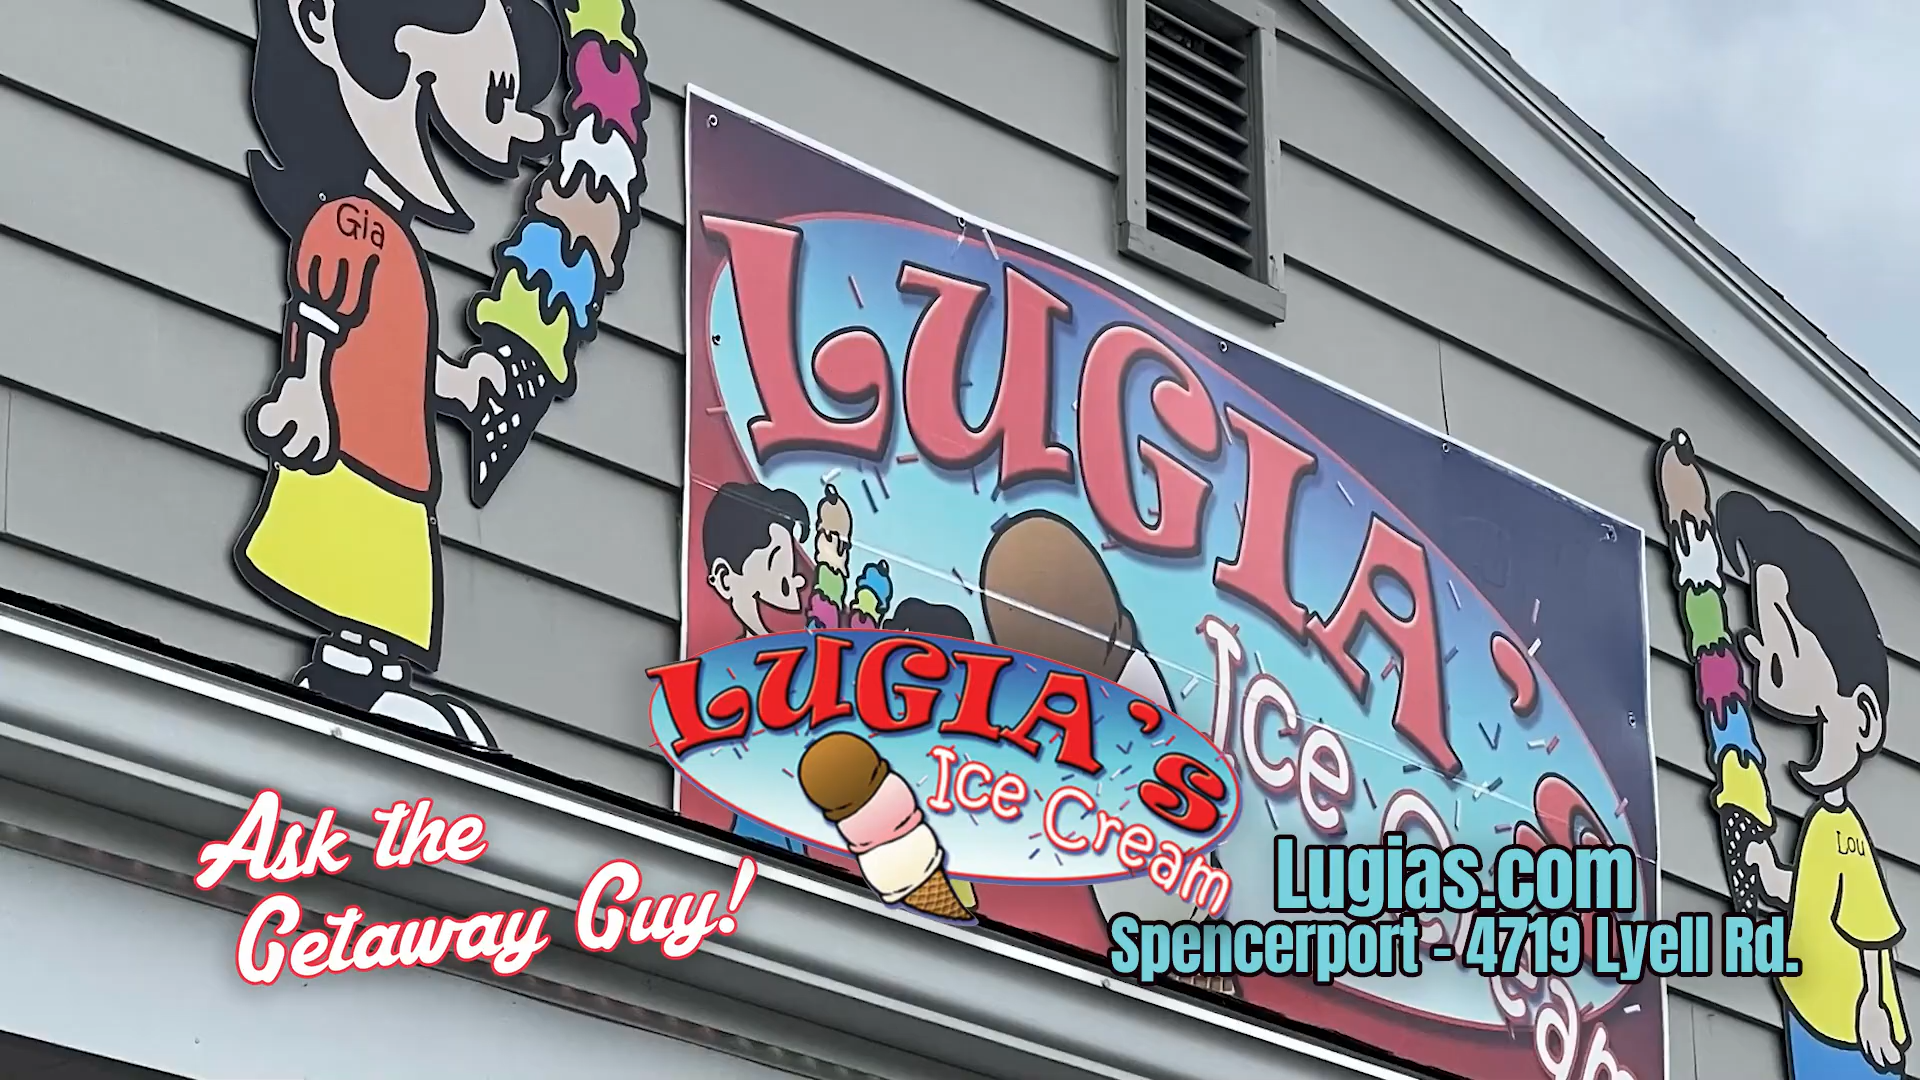 Gia
LUGIA's
Ice Cream
LUGIA's
Ice Cream
Lou
Ask the
Getaway Guy!
Lugias.com
Spencerport - 4719 Lyell Rd.